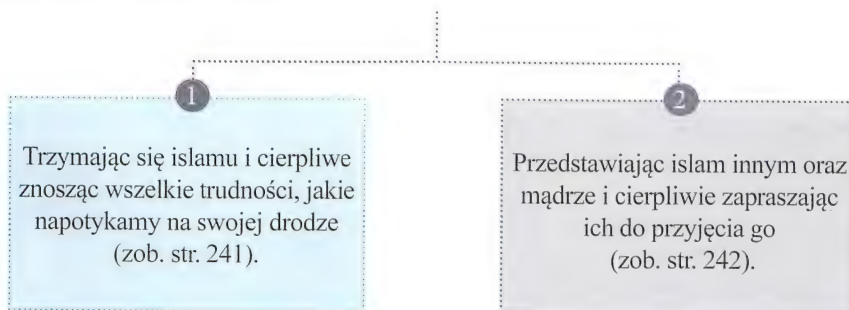 1
Trzymając się islamu i cierpliwe
znosząc wszelkie trudności, jakie
napotykamy na swojej drodze
(zob. str. 241).
2
Przedstawiając islam innym oraz
mądrze i cierpliwie zapraszając
ich do przyjęcia go
(zob. str. 242).